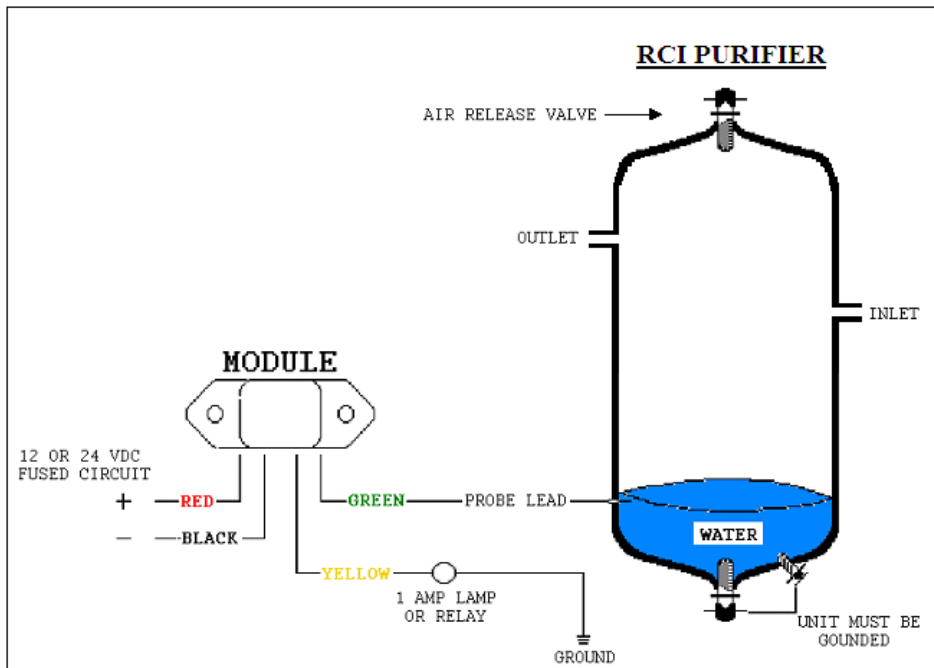 RCI PURIFIER
AIR RELEASE VALVE
OUTLET
INLET
MODULE
12 OR 24 VDC
FUSED CIRCUIT
+ RED
- BLACK
GREEN
PROBE LEAD
WATER
YELLOW
1 AMP LAMP
OR RELAY
UNIT MUST BE
GOUNDED
GROUND